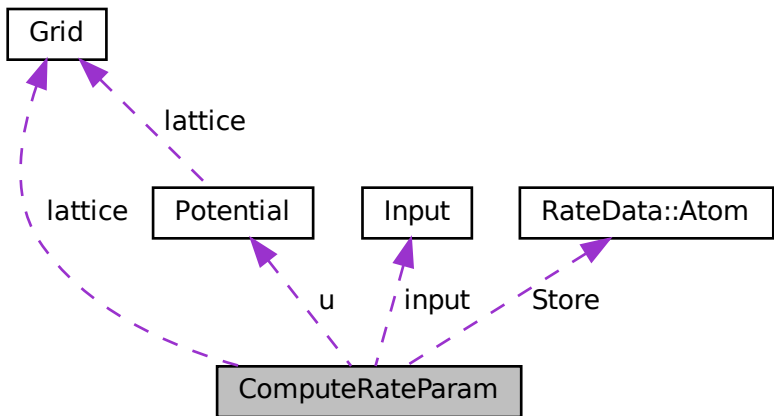 Grid
lattice
lattice
Potential
Input
RateData::Atom
u
input
Store
ComputeRateParam